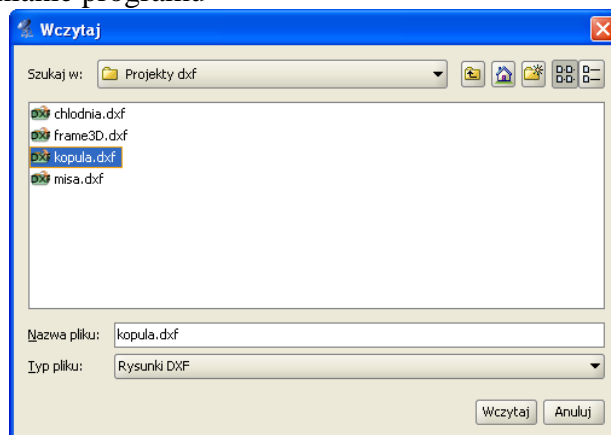 programu
Wczytaj
Szukaj w: Projekty dxf
chlodnia.dxf
frame3D.dxf
kopula.dxf
misa.dxf
Nazwa pliku: kopula.dxf
Typ pliku: Rysunki DXF
Wczytaj Anuluj